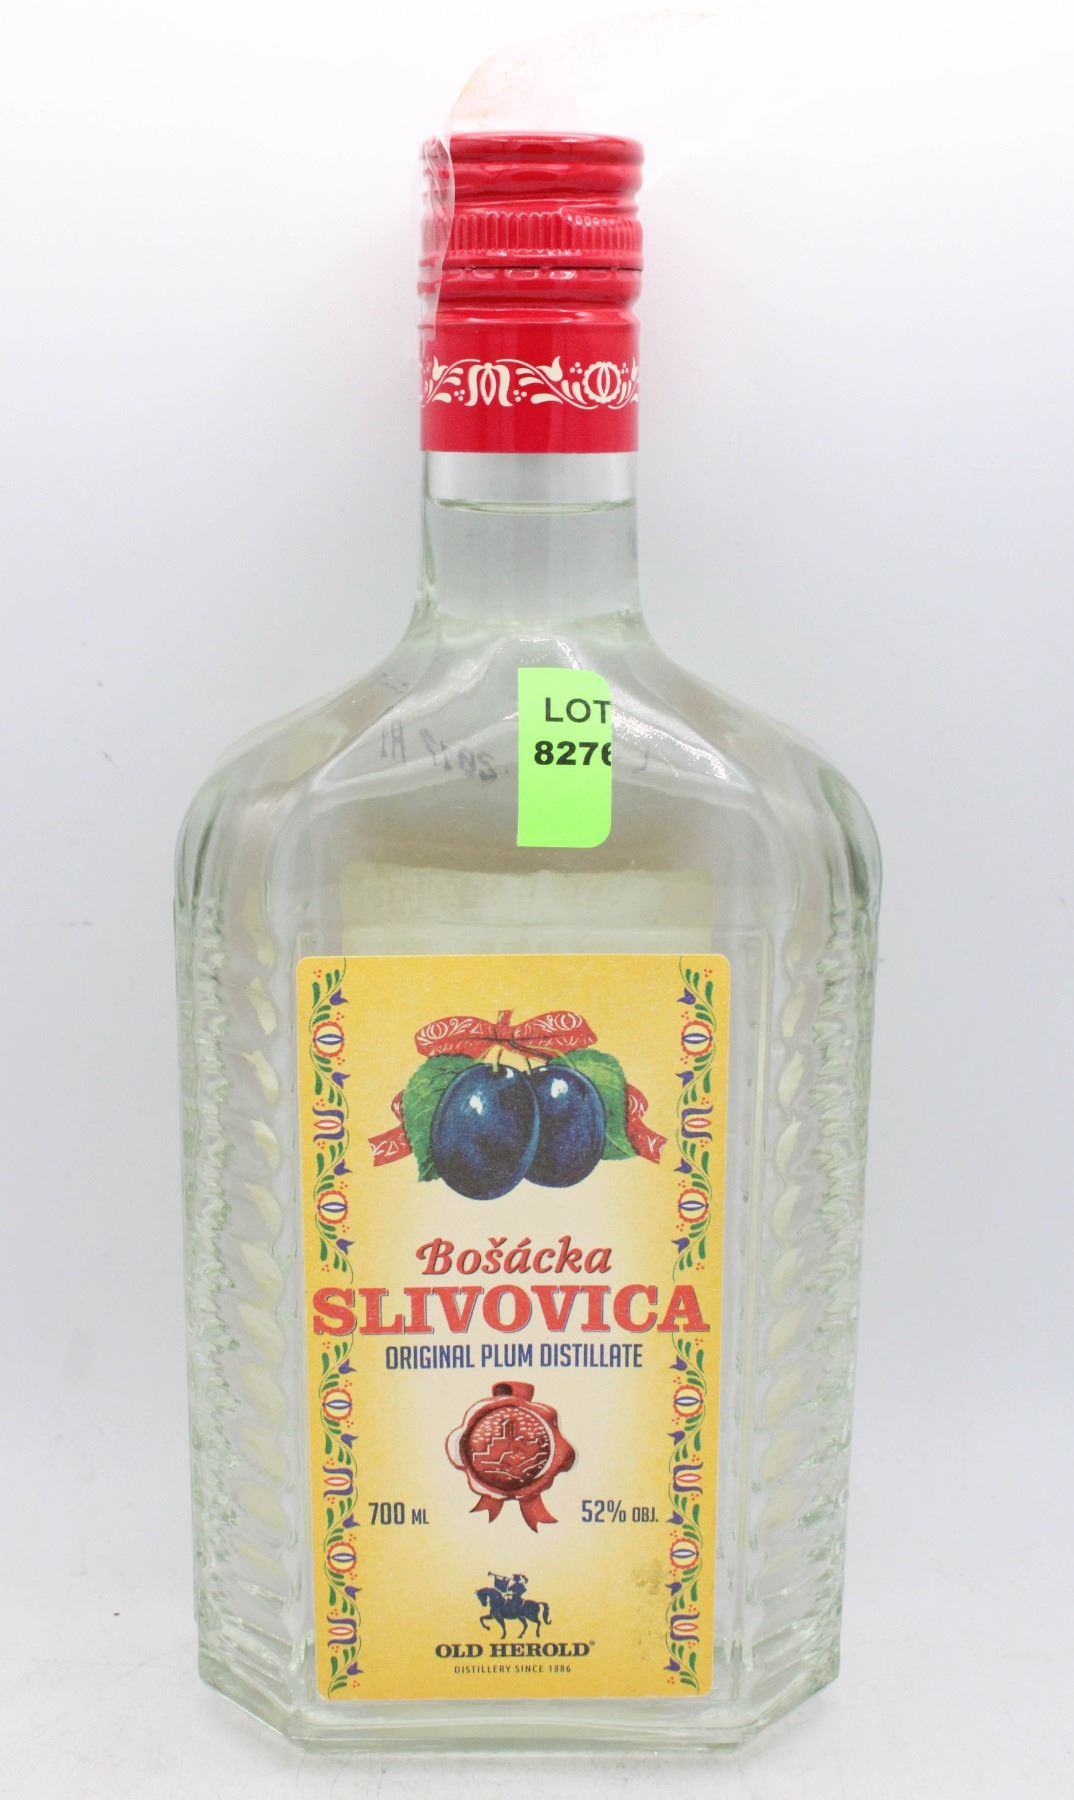 LOT
8276
Bošácka
SLIVOVICA
ORIGINAL PLUM DISTILLATE
700 ML
52% OBJ.
OLD HEROLD®
DISTILLERY SINCE 1886